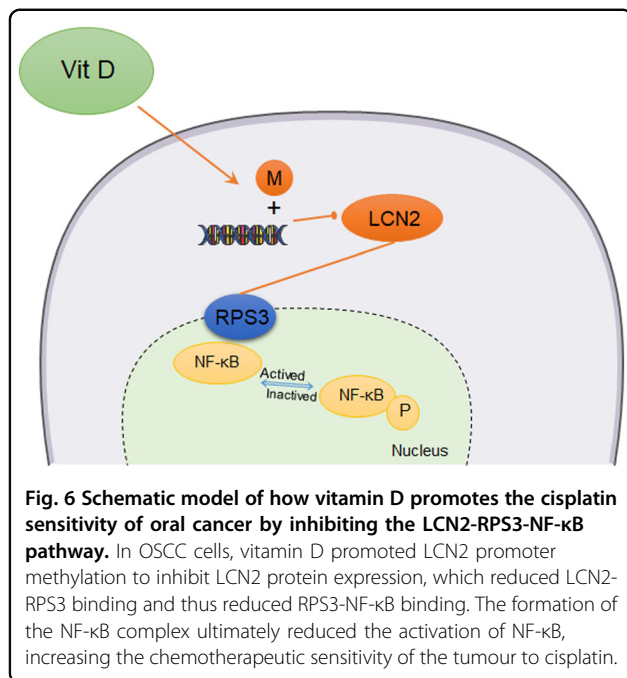 Vit D
M
+
LCN2
RPS3
NF-κB
Actived
Inactived
NF-κB
P
Nucleus
Fig. 6 Schematic model of how vitamin D promotes the cisplatin
sensitivity of oral cancer by inhibiting the LCN2-RPS3-NF-κB
pathway. In OSCC cells, vitamin D promoted LCN2 promoter
methylation to inhibit LCN2 protein expression, which reduced LCN2-
RPS3 binding and thus reduced RPS3-NF-κB binding. The formation of
the NF-κB complex ultimately reduced the activation of NF-κB,
increasing the chemotherapeutic sensitivity of the tumour to cisplatin.